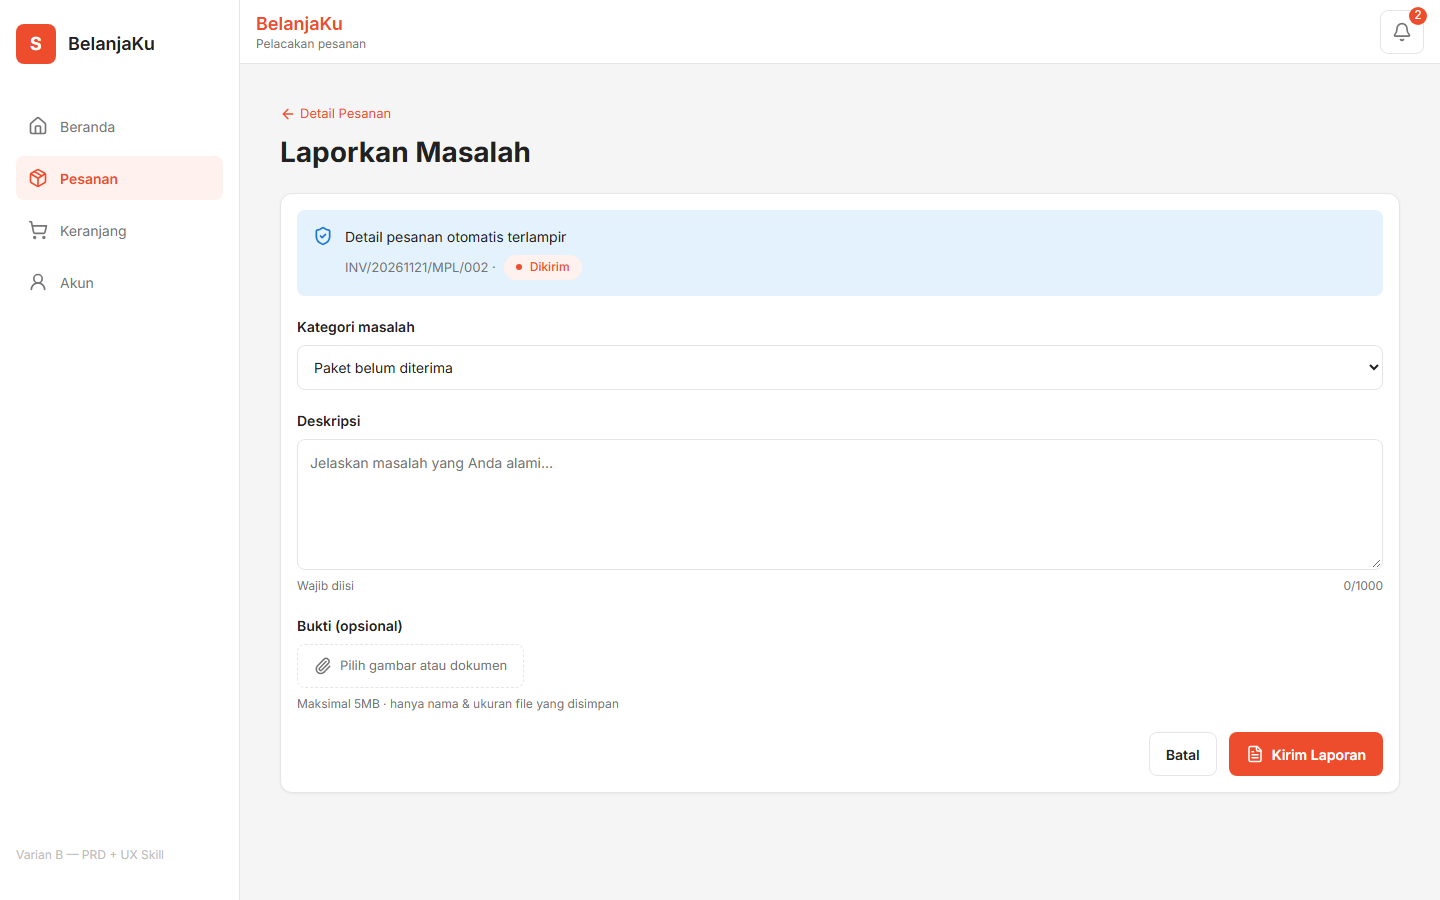 S
BelanjaKu
Beranda
Pesanan
Keranjang
Akun
Varian B — PRD + UX Skill
BelanjaKu
Pelacakan pesanan
2
Detail Pesanan
Laporkan Masalah
Detail pesanan otomatis terlampir
INV/20261121/MPL/002 · Dikirim
Kategori masalah
Paket belum diterima
Deskripsi
Jelaskan masalah yang Anda alami...
Wajib diisi 0/1000
Bukti (opsional)
Pilih gambar atau dokumen
Maksimal 5MB · hanya nama & ukuran file yang disimpan
Batal Kirim Laporan